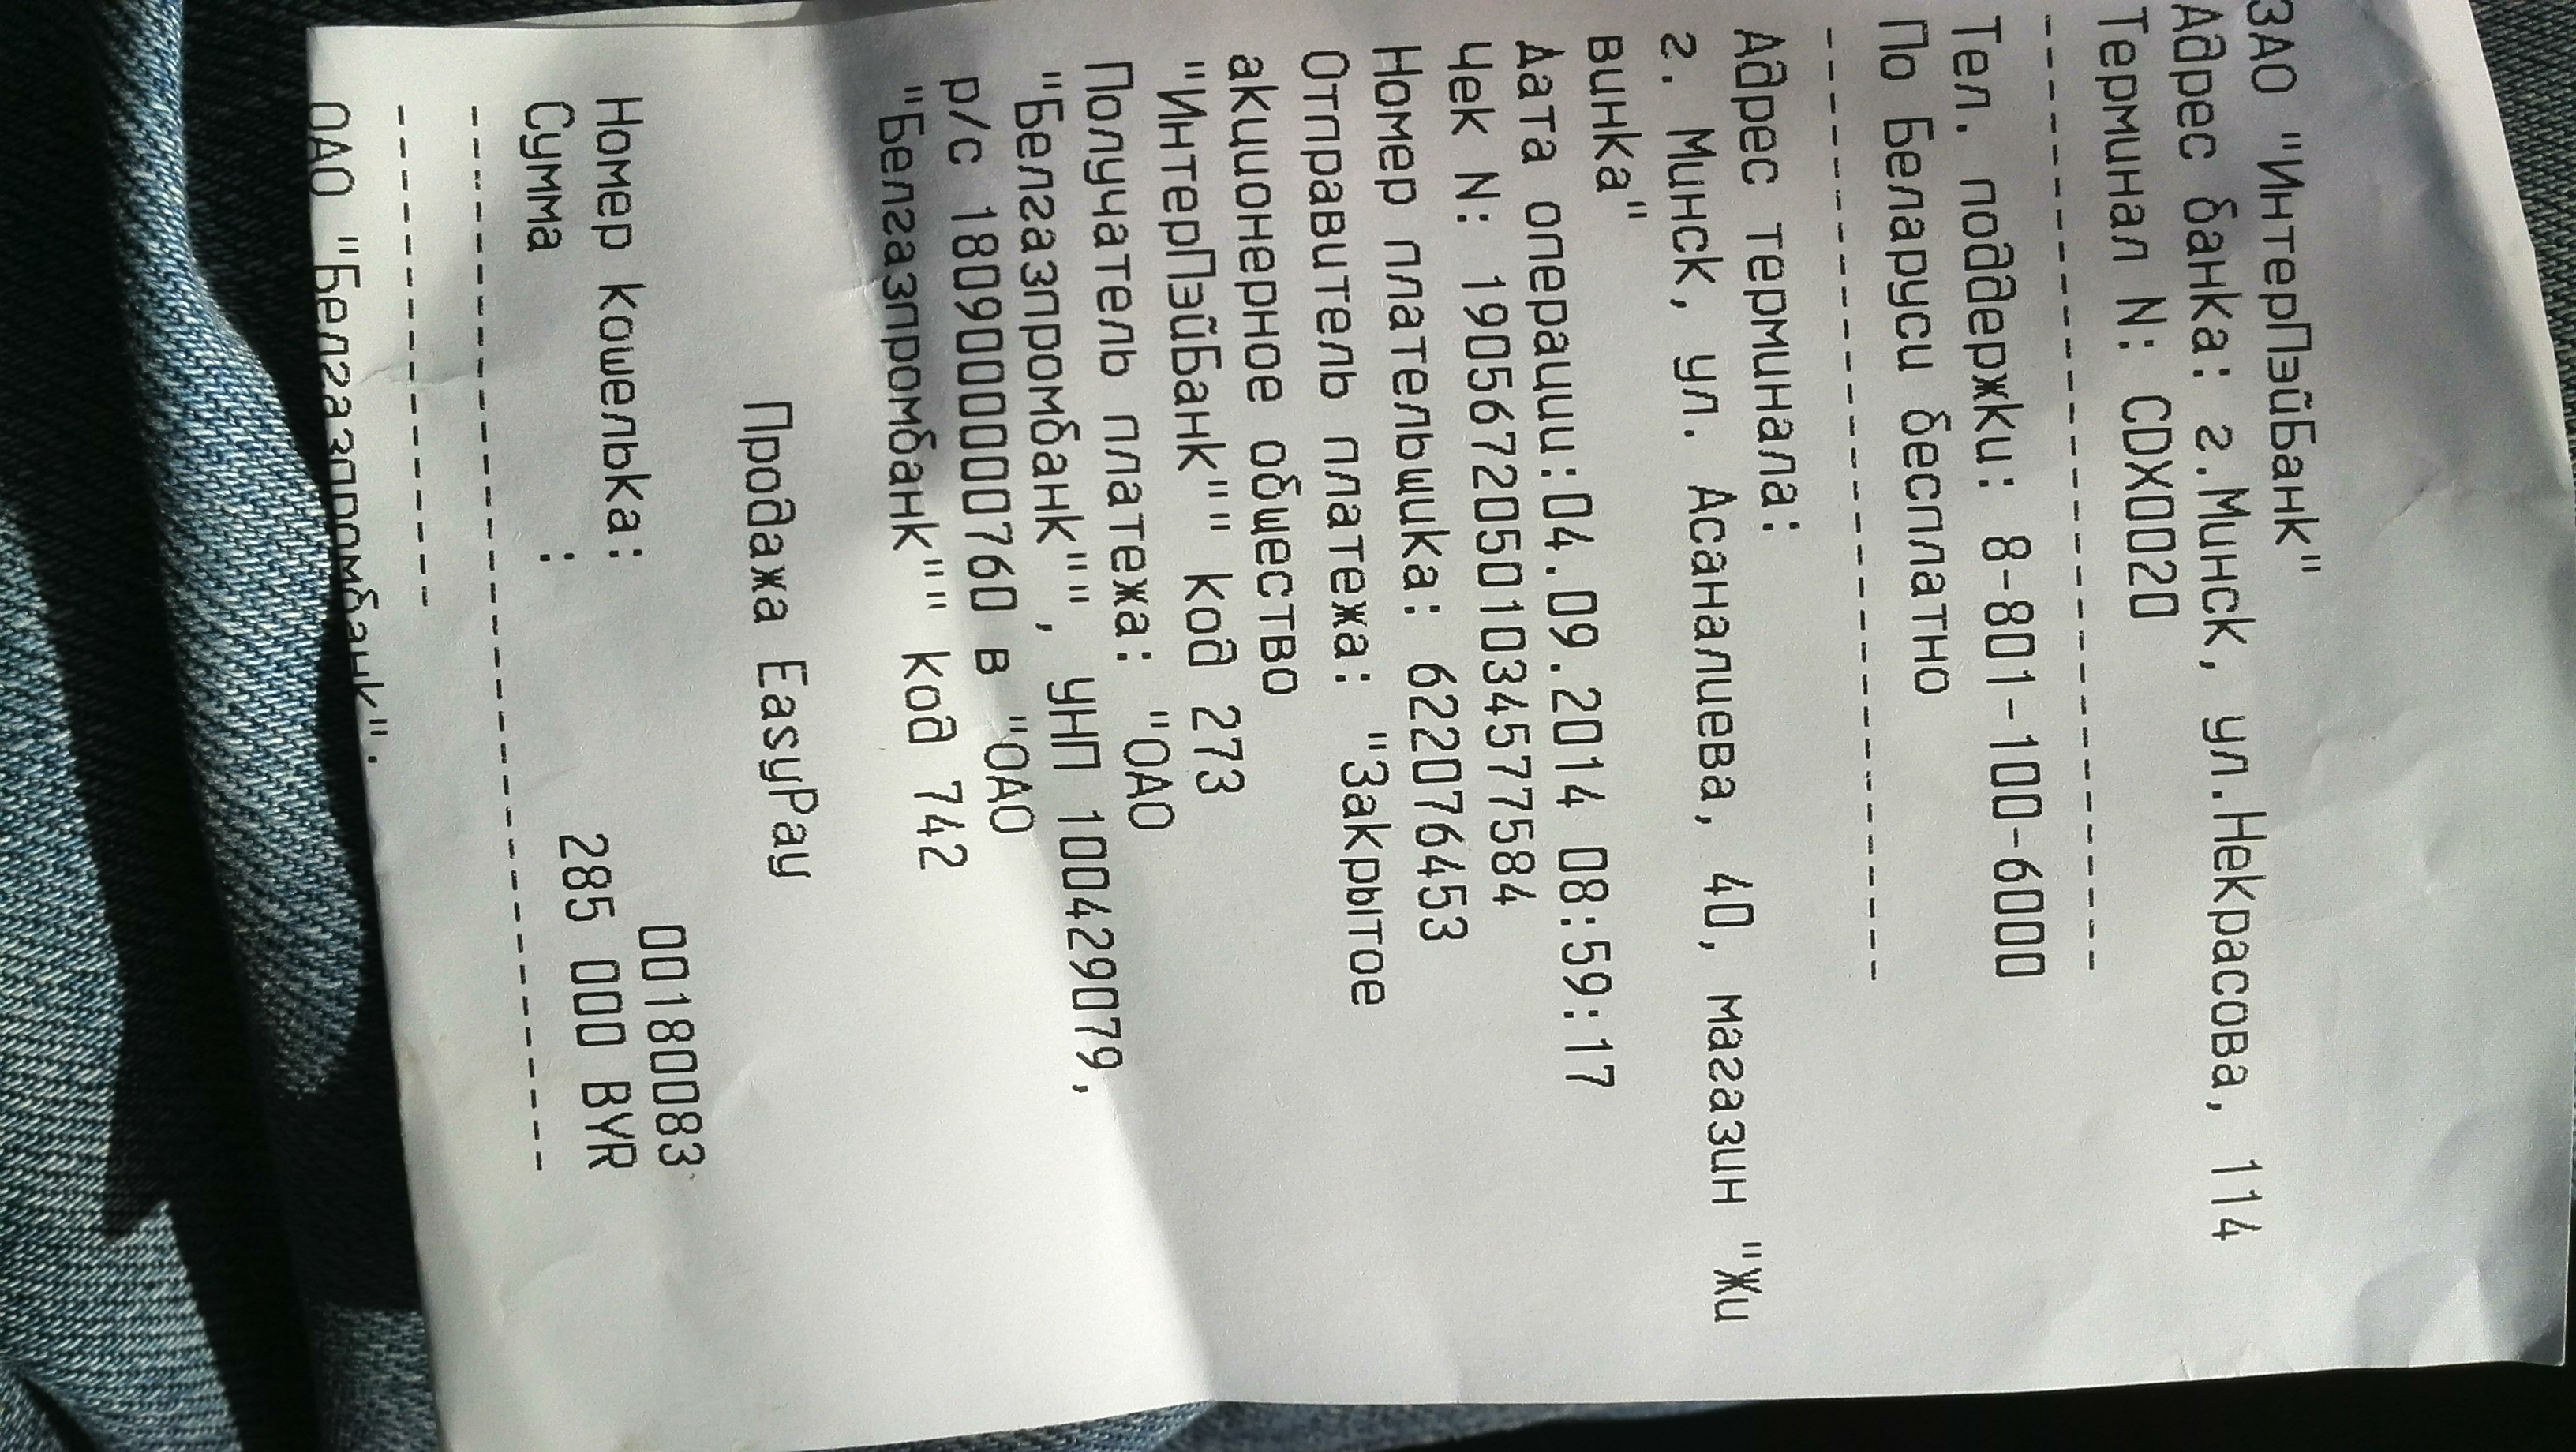 ЗАО "ИнтерПэйБанк"
Адрес банка: г.Минск, ул.Некрасова, 114
Терминал N: CDX00020
------------------------------
Тел. поддержки: 8-801-100-6000
По Беларуси бесплатно
------------------------------
Адрес терминала:
г. Минск, ул. Асаналиева, 40, магазин "Жи
винка"
Дата операции:04.09.2014 08:59:17
Чек N: 19056720501034577584
Номер плательщика: 622076453
Отправитель платежа: "Закрытое
акционерное общество
"ИнтерПэйБанк"" код 273
Получатель платежа: "ОАО
"Белгазпромбанк"", УНП 100429079,
р/с 1809000000760 в "ОАО
"Белгазпромбанк"" код 742
Продажа EasyPay
Номер кошелька: 00180083
Сумма : 285 000 BYR
------------------------------
---------------
ОАО "Белгазпромбанк".